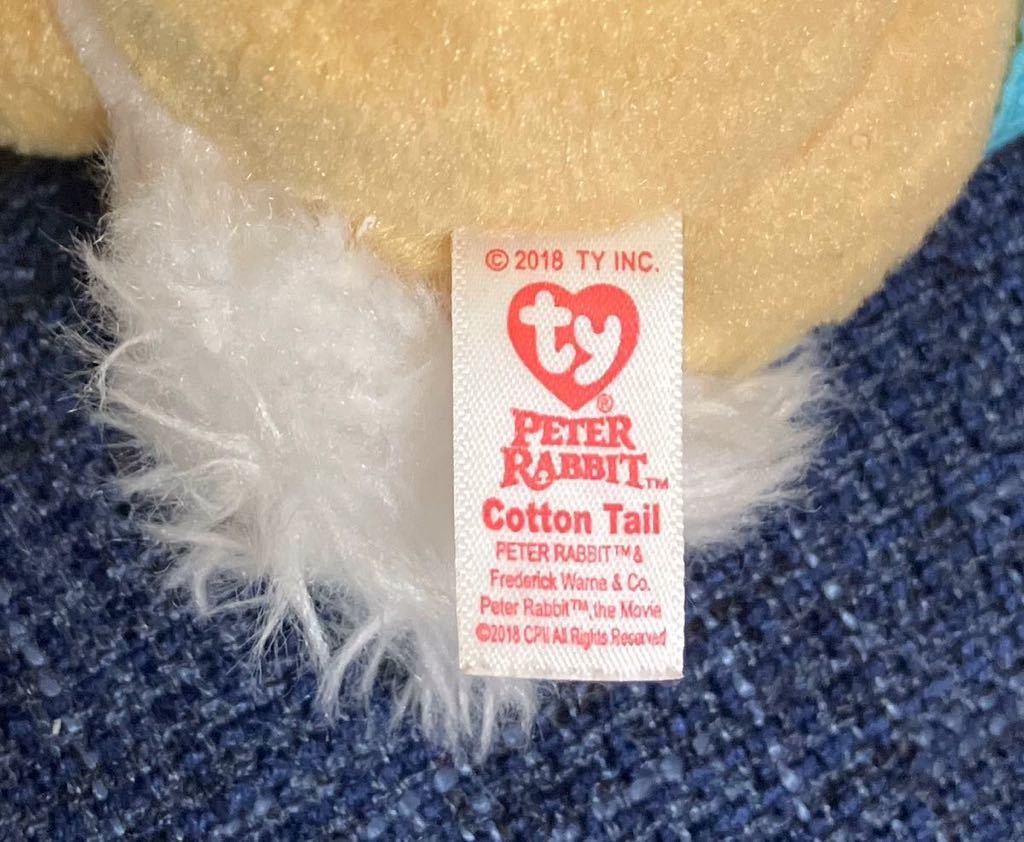 © 2018 TY INC.
ty
®
PETER
RABBIT™
Cotton Tail
PETER RABBIT™&
Frederick Warne & Co.
Peter Rabbit™, the Movie
©2018 CPII All Rights Reserved